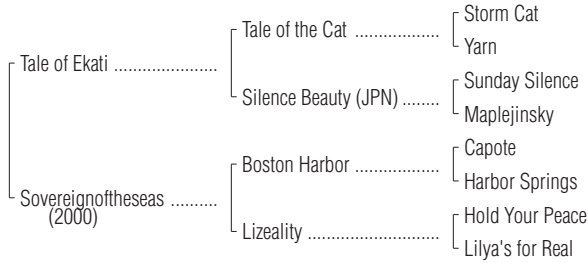 Storm Cat
Tale of the Cat ..................
Yarn
Tale of Ekati ......................
Sunday Silence
Silence Beauty (JPN) ........
Maplejinsky
Capote
Boston Harbor ..................
Harbor Springs
Sovereignoftheseas ..........
(2000)
Hold Your Peace
Lizeality ............................
Lilya's for Real